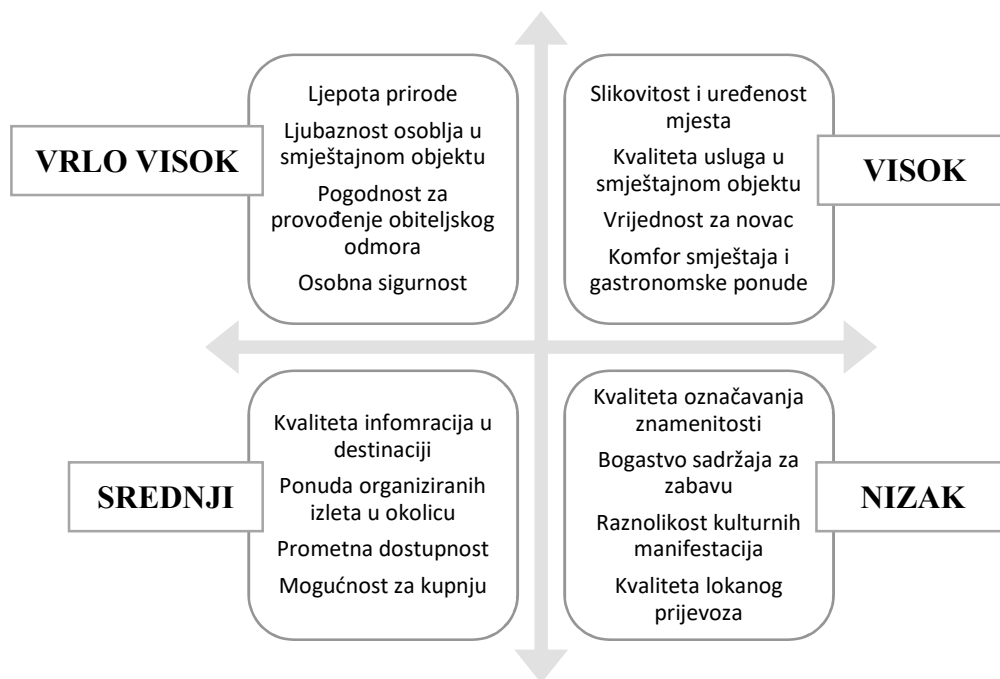 VRLO VISOK
Ljepota prirode
Ljubaznost osoblja u
smještajnom objektu
Pogodnost za
provođenje obiteljskog
odmora
Osobna sigurnost
VISOK
Slikovitost i uređenost
mjesta
Kvaliteta usluga u
smještajnom objektu
Vrijednost za novac
Komfor smještaja i
gastronomske ponude
SREDNJI
Kvaliteta infomracija u
destinaciji
Ponuda organiziranih
izleta u okolicu
Prometna dostupnost
Mogućnost za kupnju
NIZAK
Kvaliteta označavanja
znamenitosti
Bogastvo sadržaja za
zabavu
Raznolikost kulturnih
manifestacija
Kvaliteta lokanog
prijevoza